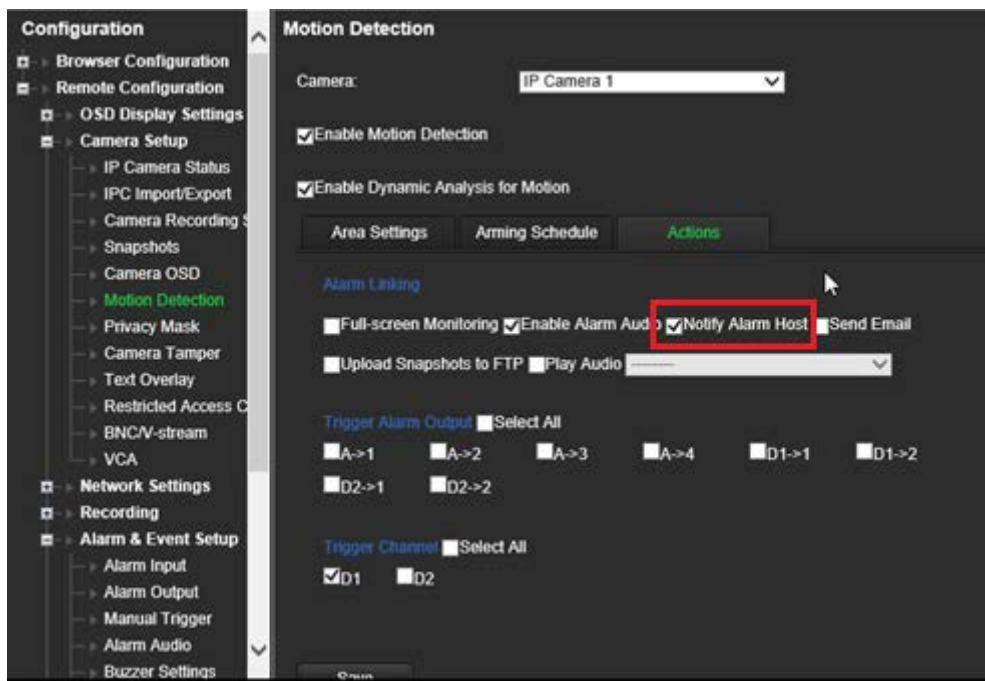 Configuration
Browser Configuration
Remote Configuration
OSD Display Settings
Camera Setup
IP Camera Status
IPC Import/Export
Camera Recording S
Snapshots
Camera OSD
Motion Detection
Privacy Mask
Camera Tamper
Text Overlay
Restricted Access C
BNC/V-stream
VCA
Network Settings
Recording
Alarm & Event Setup
Alarm Input
Alarm Output
Manual Trigger
Alarm Audio
Buzzer Settings
Motion Detection
Camera: IP Camera 1
Enable Motion Detection
Enable Dynamic Analysis for Motion
Area Settings Arming Schedule Actions
Alarm Linking
Full-screen Monitoring Enable Alarm Audio Notify Alarm Host Send Email
Upload Snapshots to FTP Play Audio ---------
Trigger Alarm Output Select All
A->1 A->2 A->3 A->4 D1->1 D1->2
D2->1 D2->2
Trigger Channel Select All
D1 D2
Save